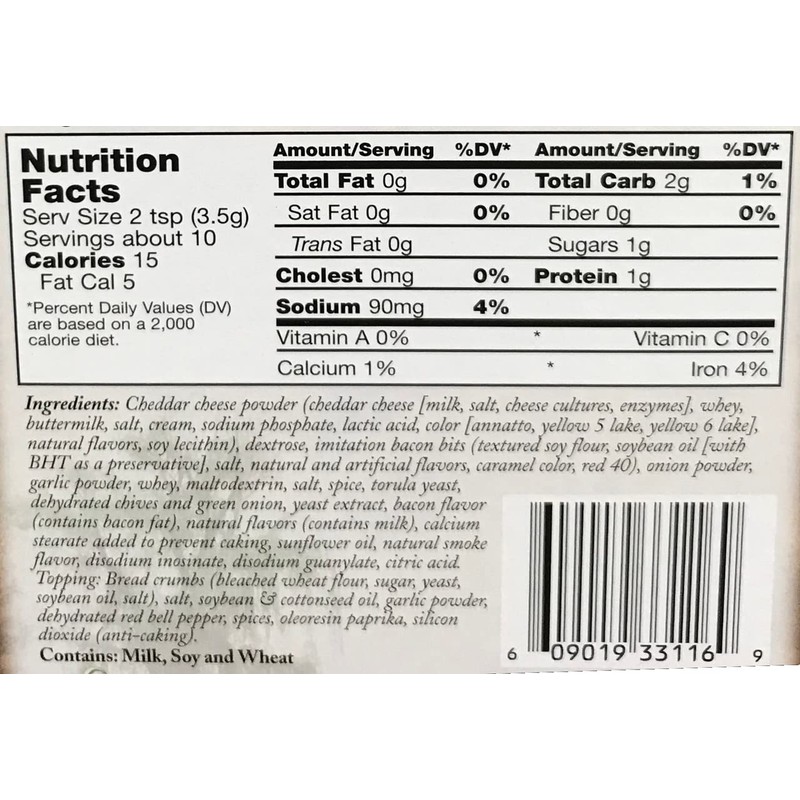 Nutrition
Facts
Serv Size 2 tsp (3.5g)
Servings about 10
Calories 15
Fat Cal 5
*Percent Daily Values (DV)
are based on a 2,000
calorie diet.
Amount/Serving %DV* Amount/Serving %DV*
Total Fat 0g 0% Total Carb 2g 1%
Sat Fat 0g 0% Fiber 0g 0%
Trans Fat 0g Sugars 1g
Cholest 0mg 0% Protein 1g
Sodium 90mg 4%
Vitamin A 0% * Vitamin C 0%
Calcium 1% * Iron 4%
Ingredients: Cheddar cheese powder (cheddar cheese [milk, salt, cheese cultures, enzymes], whey,
buttermilk, salt, cream, sodium phosphate, lactic acid, color [annatto, yellow 5 lake, yellow 6 lake],
natural flavors, soy lecithin), dextrose, imitation bacon bits (textured soy flour, soybean oil [with
BHT as a preservative], salt, natural and artificial flavors, caramel color, red 40), onion powder,
garlic powder, whey, maltodextrin, salt, spice, torula yeast,
dehydrated chives and green onion, yeast extract, bacon flavor
(contains bacon fat), natural flavors (contains milk), calcium
stearate added to prevent caking, sunflower oil, natural smoke
flavor, disodium inosinate, disodium guanylate, citric acid.
Topping: Bread crumbs (bleached wheat flour, sugar, yeast,
soybean oil, salt), salt, soybean & cottonseed oil, garlic powder,
dehydrated red bell pepper, spices, oleoresin paprika, silicon
dioxide (anti-caking).
Contains: Milk, Soy and Wheat
6 09019 33116 9